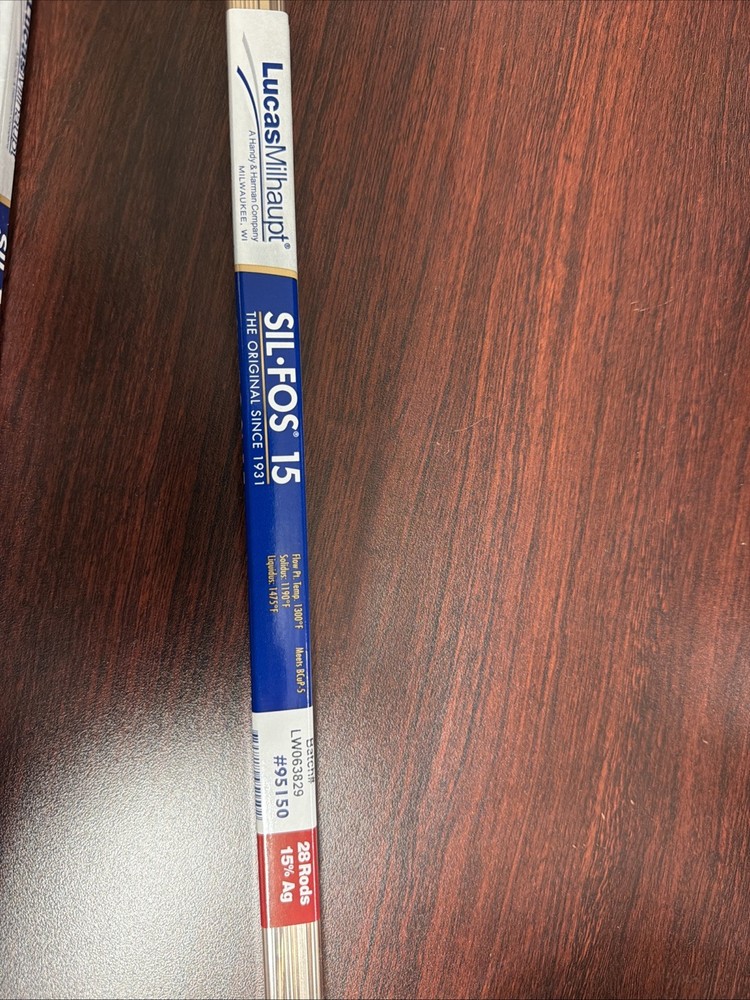 LucasMilhaupt®
A Handy & Harman Company
MILWAUKEE, WI
SIL·FOS® 15
THE ORIGINAL SINCE 1931
Flow Pt. Temp. 1300°F
Solidus: 1190°F
Liquidus: 1475°F
Meets BCuP-5
Batch#
LW063829
#95150
28 Rods
15% Ag
SIL